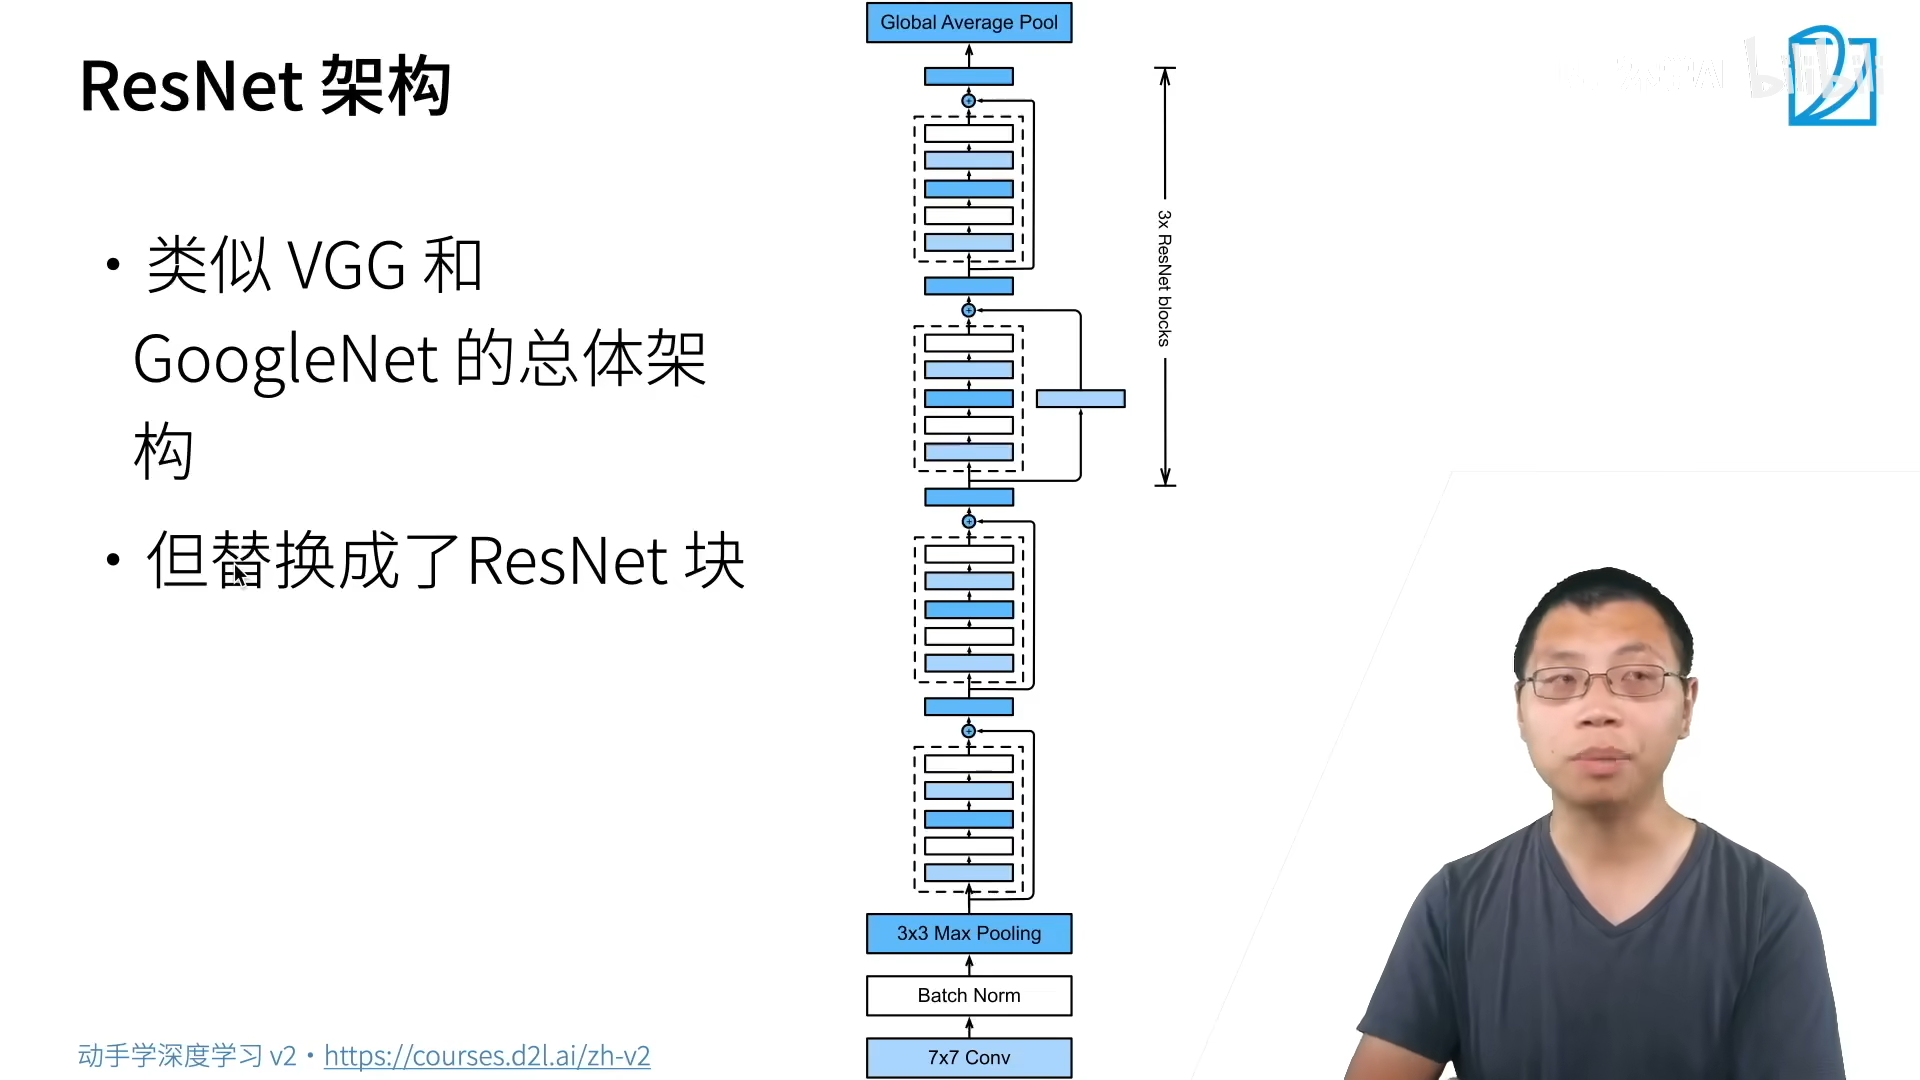 ResNet 架构
• 类似 VGG 和
GoogleNet 的总体架
构
• 但替换成了ResNet 块
Global Average Pool
3x ResNet blocks
3x3 Max Pooling
Batch Norm
7x7 Conv
动手学深度学习 v2 • https://courses.d2l.ai/zh-v2
bilibili